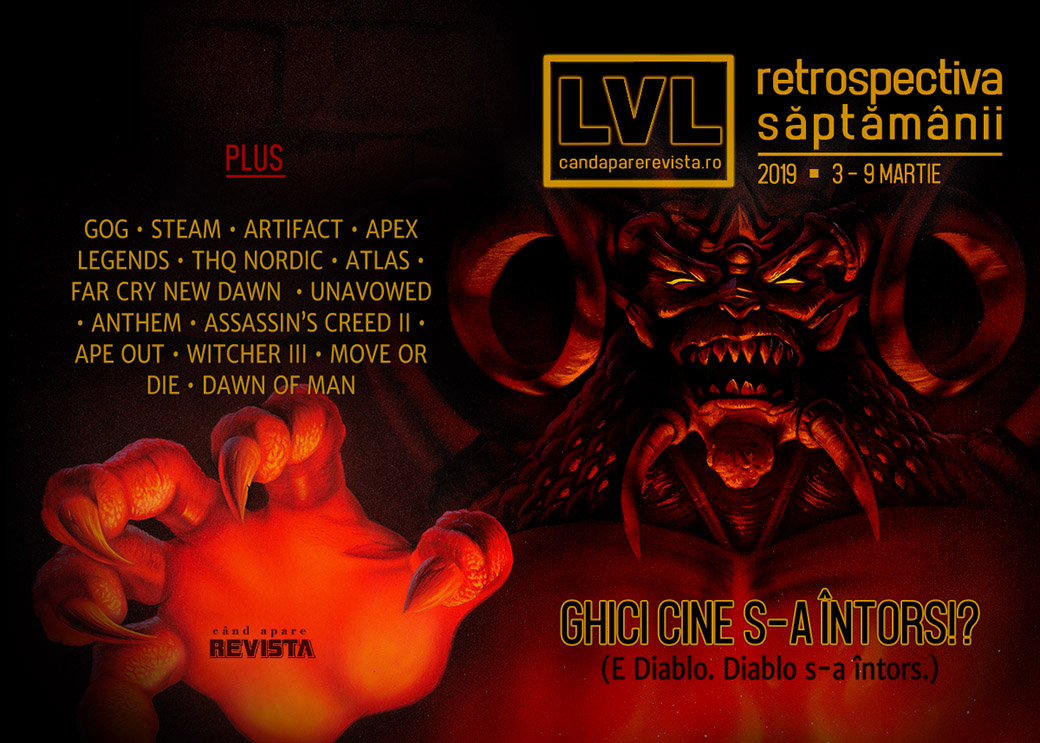 LVL
candaparerevista.ro
retrospectiva
săptămânii
2019 ▪ 3 - 9 MARTIE
PLUS
GOG • STEAM • ARTIFACT • APEX
LEGENDS • THQ NORDIC • ATLAS •
FAR CRY NEW DAWN • UNAVOWED
• ANTHEM • ASSASSIN'S CREED II •
APE OUT • WITCHER III • MOVE OR
DIE • DAWN OF MAN
GHICI CINE S-A ÎNTORS!?
(E Diablo. Diablo s-a întors.)
când apare
REVISTA